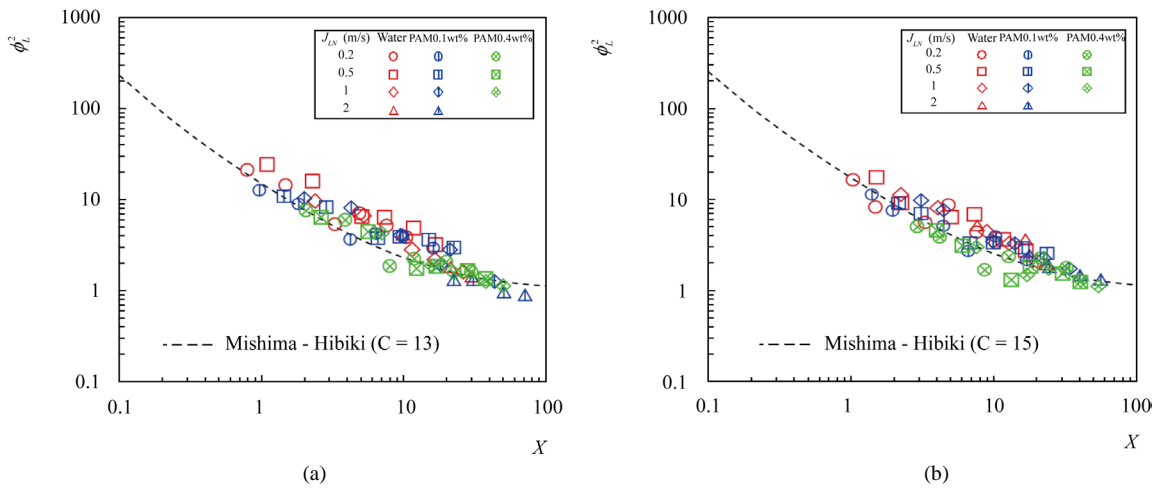 1000
100
10
1
0.1
ϕ_L^2
J_LN (m/s) Water PAM0.1wt% PAM0.4wt%
0.2
0.5
1
2
Mishima - Hibiki (C = 13)
0.1 1 10 100
X
(a)
1000
100
10
1
0.1
ϕ_L^2
J_LN (m/s) Water PAM0.1wt% PAM0.4wt%
0.2
0.5
1
2
Mishima - Hibiki (C = 15)
0.1 1 10 100
X
(b)